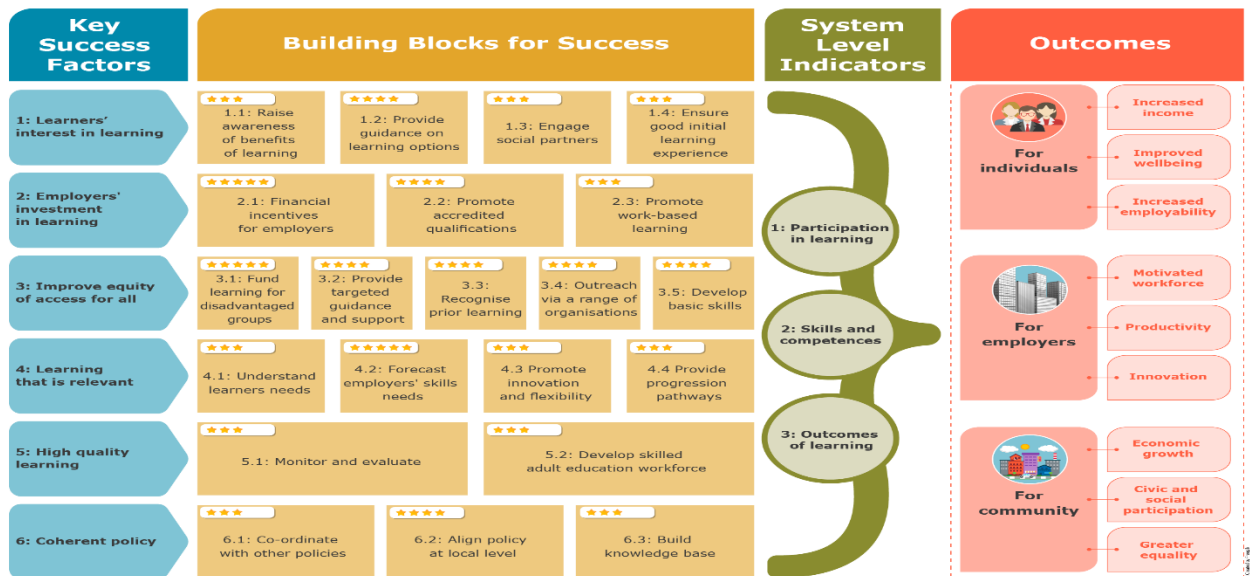 Key
Success
Factors
Building Blocks for Success
System
Level
Indicators
Outcomes
1: Learners’
interest in learning
1.1: Raise
awareness
of benefits
of learning
1.2: Provide
guidance on
learning options
1.3: Engage
social partners
1.4: Ensure
good initial
learning
experience
2: Employers'
investment
in learning
2.1: Financial
incentives
for employers
2.2: Promote
accredited
qualifications
2.3: Promote
work-based
learning
3: Improve equity
of access for all
3.1: Fund
learning for
disadvantaged
groups
3.2: Provide
targeted
guidance
and support
3.3:
Recognise
prior learning
3.4: Outreach
via a range of
organisations
3.5: Develop
basic skills
4: Learning
that is relevant
4.1: Understand
learners needs
4.2: Forecast
employers' skills
needs
4.3 Promote
innovation
and flexibility
4.4 Provide
progression
pathways
5: High quality
learning
5.1: Monitor and evaluate
5.2: Develop skilled
adult education workforce
6: Coherent policy
6.1: Co-ordinate
with other policies
6.2: Align policy
at local level
6.3: Build
knowledge base
1: Participation
in learning
2: Skills and
competences
3: Outcomes
of learning
For
individuals
Increased
income
Improved
wellbeing
Increased
employability
For
employers
Motivated
workforce
Productivity
Innovation
For
community
Economic
growth
Civic and
social
participation
Greater
equality